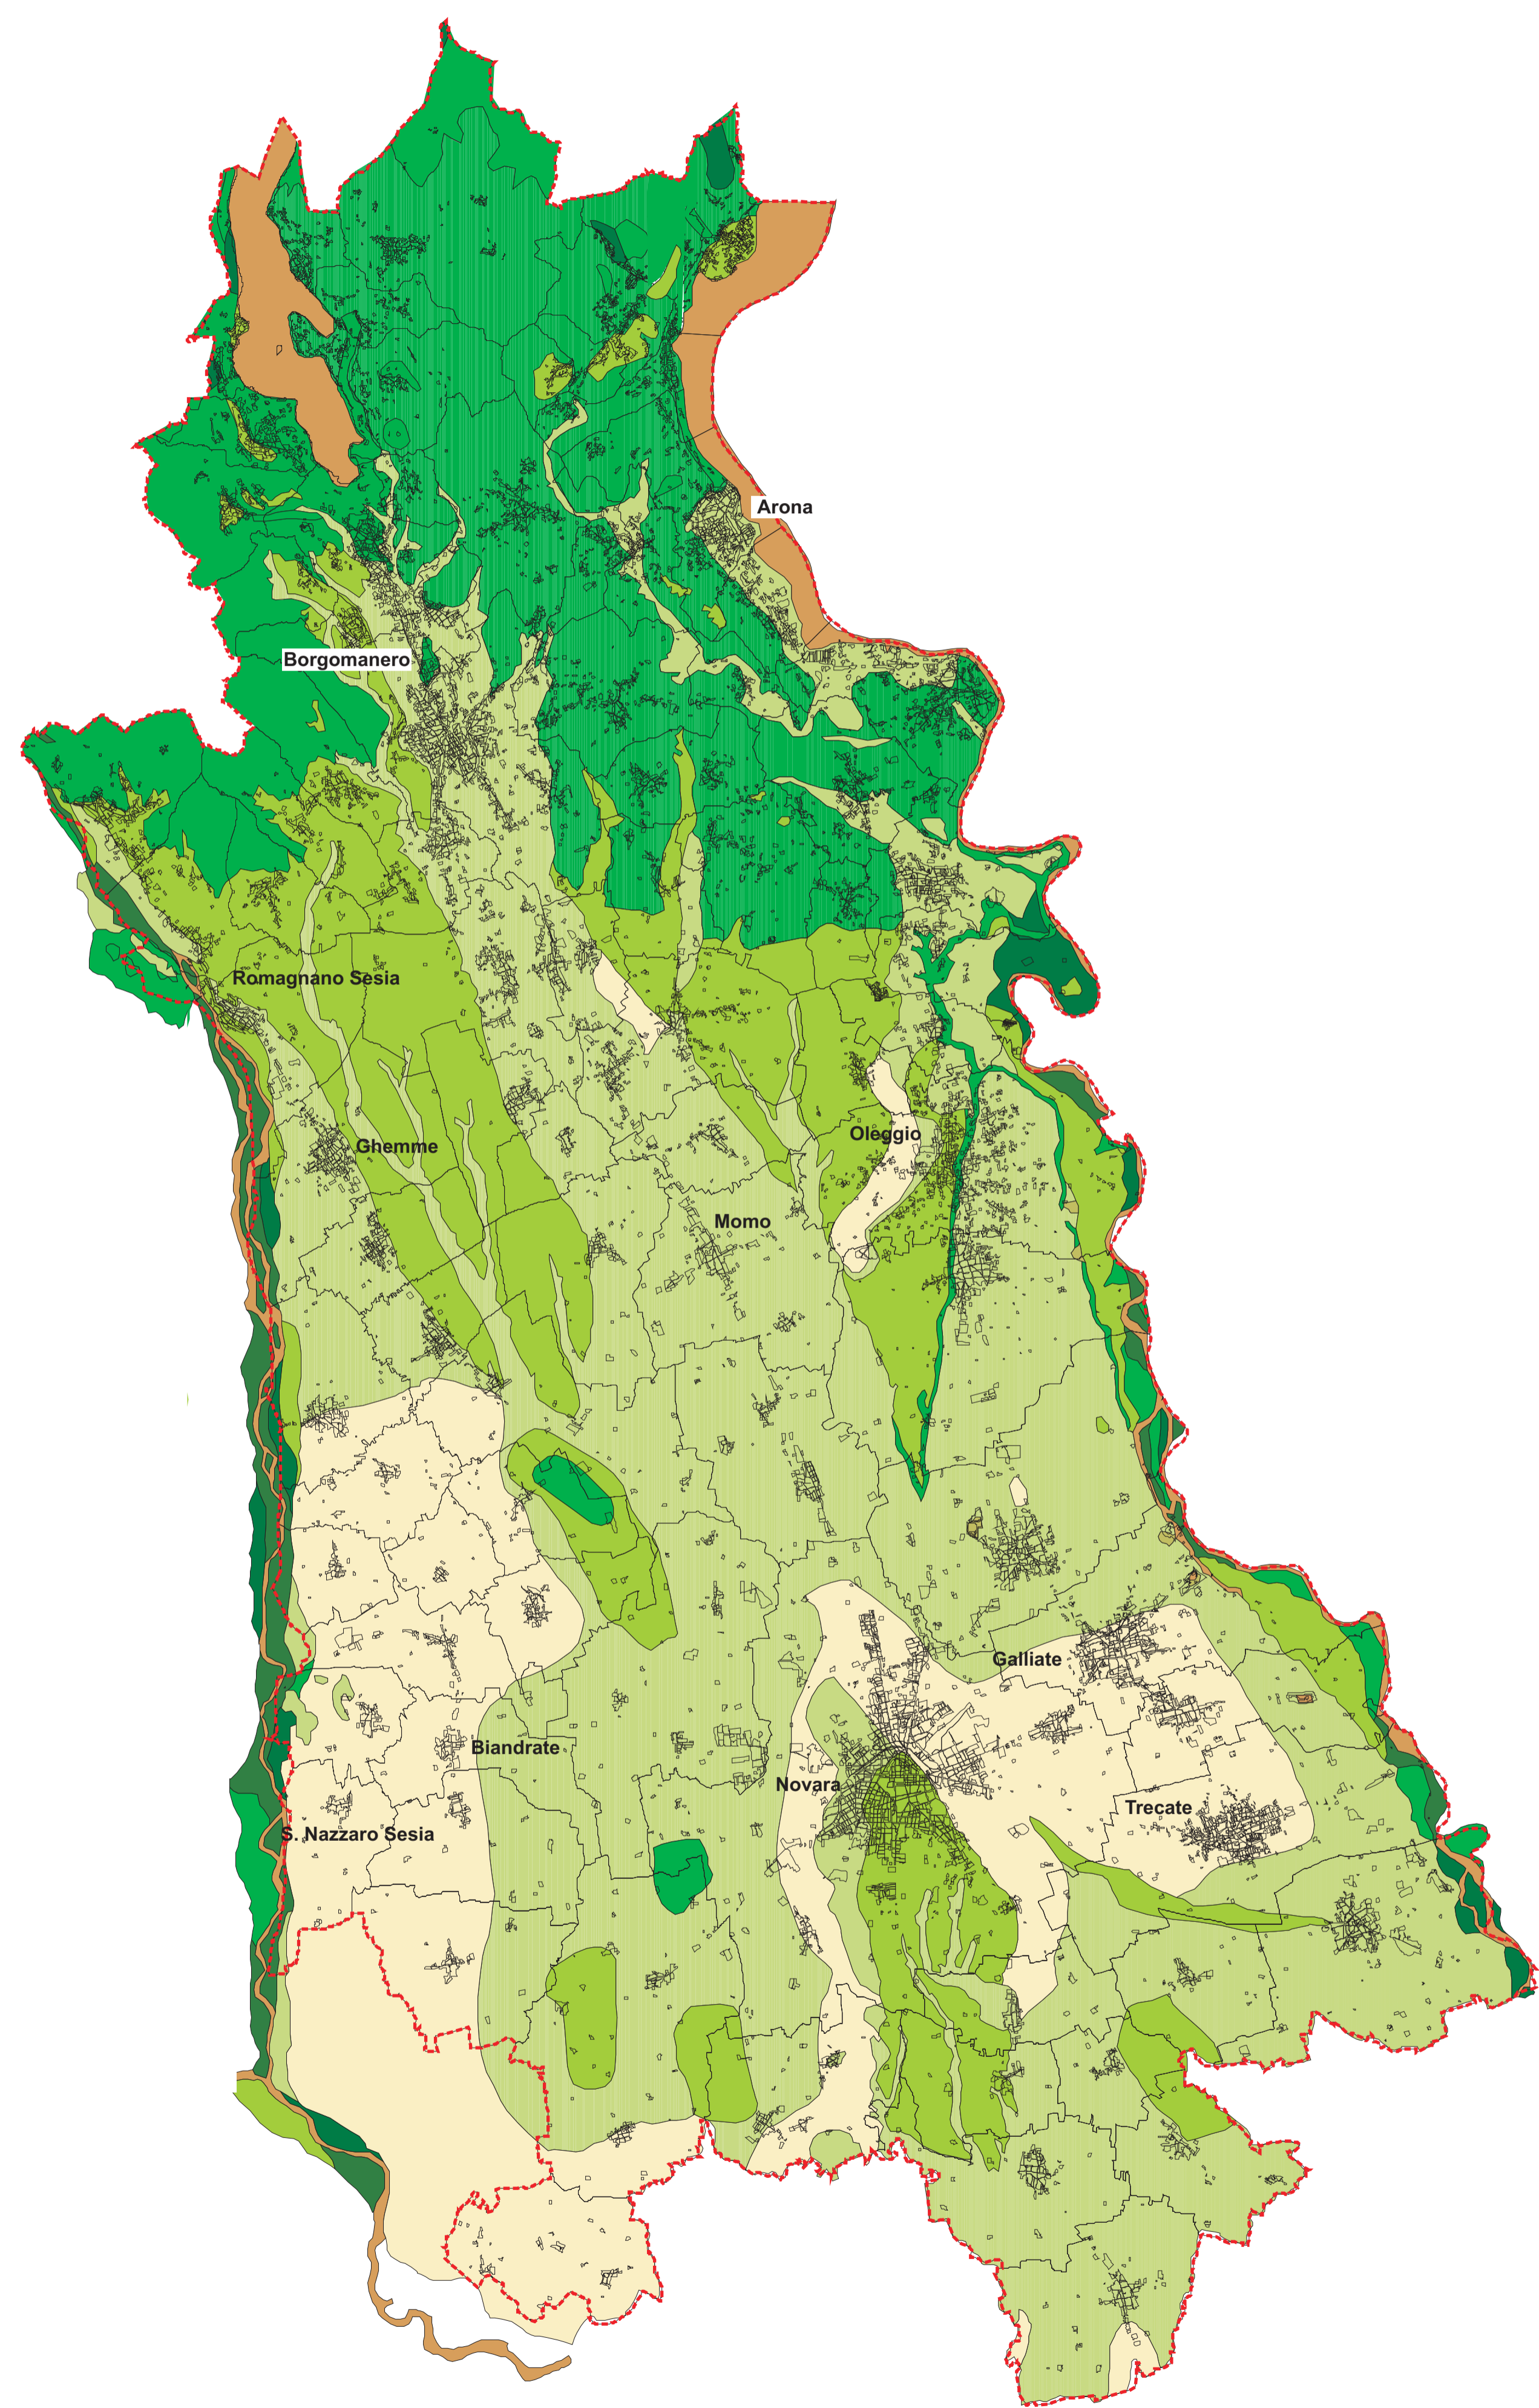 Arona
Borgomanero
Romagnano Sesia
Oleggio
Ghemme
Momo
Galliate
Biandrate
Novara
Trecate
S. Nazzaro Sesia